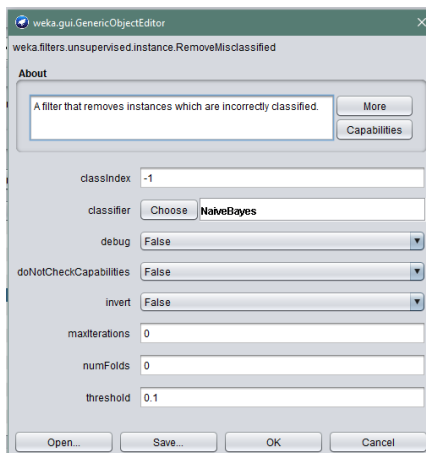 weka.gui.GenericObjectEditor
weka.filters.unsupervised.instance.RemoveMisclassified
About
A filter that removes instances which are incorrectly classified.
More
Capabilities
classIndex -1
classifier Choose NaiveBayes
debug False
doNotCheckCapabilities False
invert False
maxIterations 0
numFolds 0
threshold 0.1
Open... Save... OK Cancel